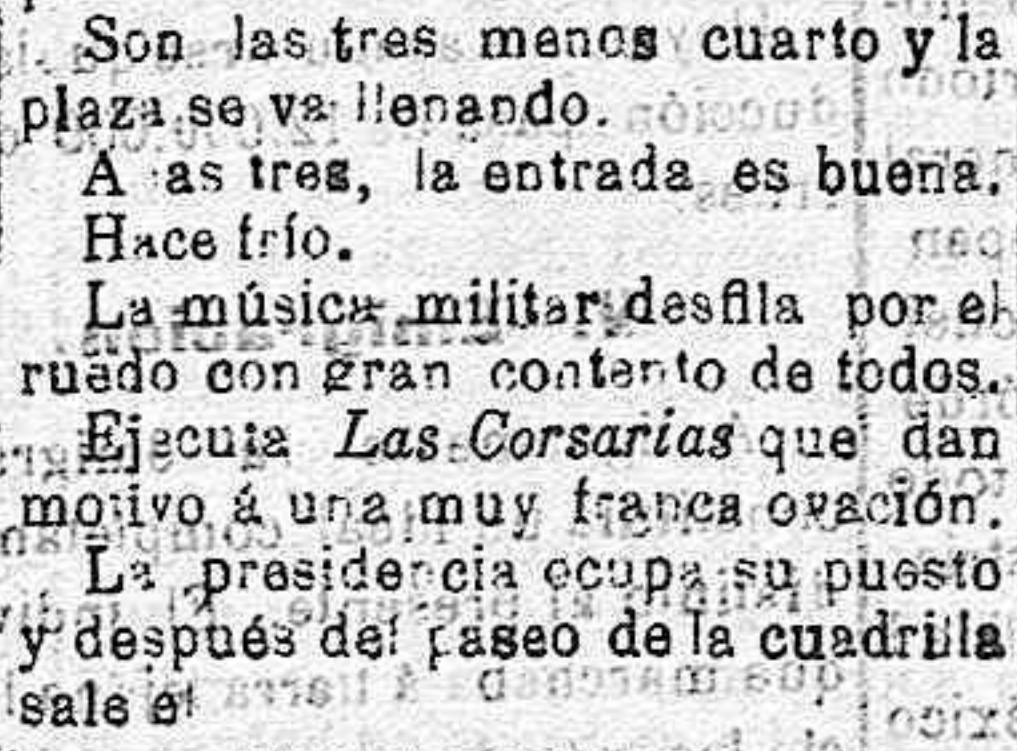 Son las tres menos cuarto y la
plaza se va llenando.
A las tres, la entrada es buena.
Hace frío.
La música militar desfila por el
ruedo con gran contento de todos.
Ejecuta Las Corsarias que dan
motivo á una muy franca ovación.
La presidencia ocupa su puesto
y después del paseo de la cuadrilla
sale el